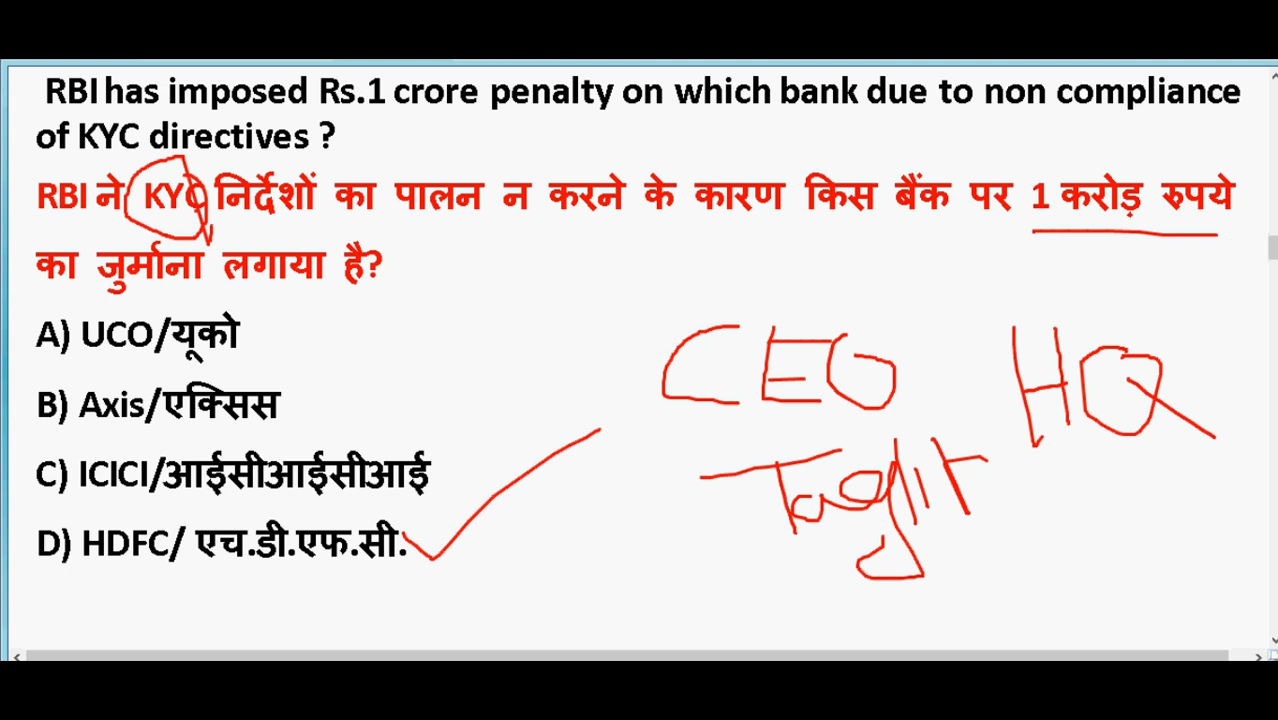 RBI has imposed Rs.1 crore penalty on which bank due to non compliance
of KYC directives ?
RBI ने KYC निर्देशों का पालन न करने के कारण किस बैंक पर 1 करोड़ रुपये
का जुर्माना लगाया है?
A) UCO/यूको
B) Axis/एक्सिस
C) ICICI/आईसीआईसीआई
D) HDFC/ एच.डी.एफ.सी.
CEO HQ